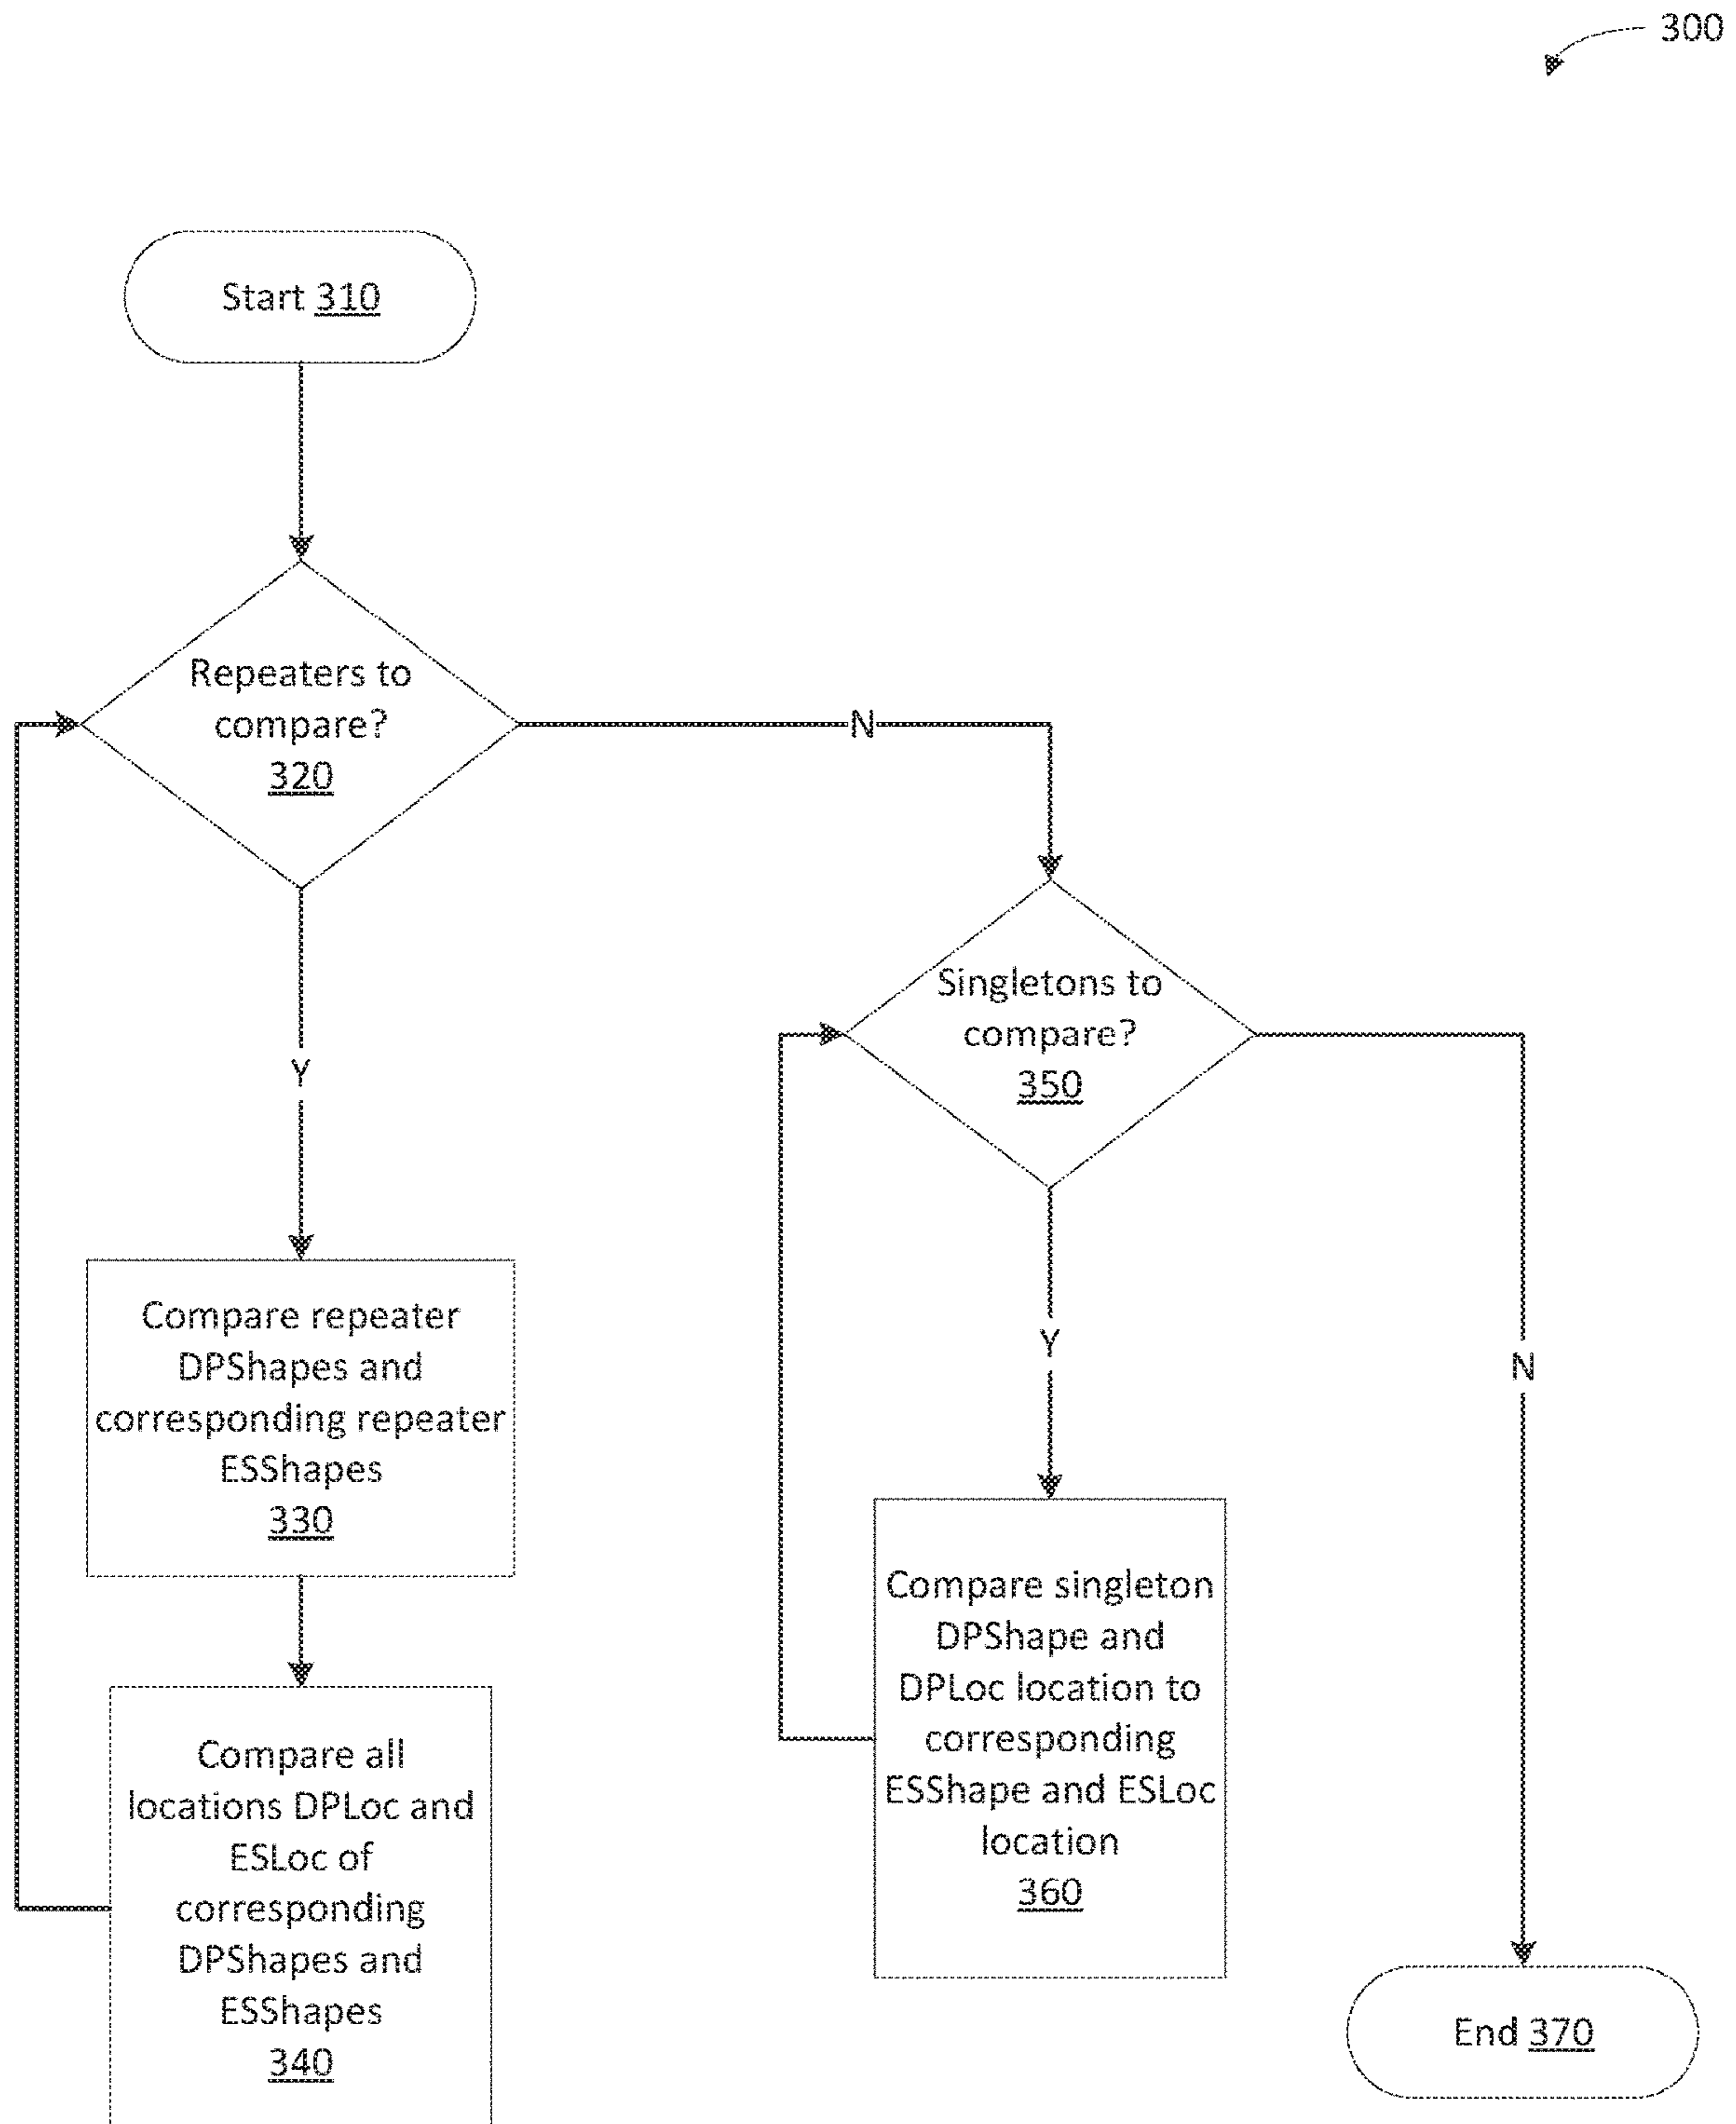 300
Start 310
Repeaters to
compare?
320
N
Y
Singletons to
compare?
350
Y
N
Compare repeater
DPShapes and
corresponding repeater
ESShapes
330
Compare all
locations DPLoc and
ESLoc of
corresponding
DPShapes and
ESShapes
340
Compare singleton
DPShape and
DPLoc location to
corresponding
ESShape and ESLoc
location
360
End 370